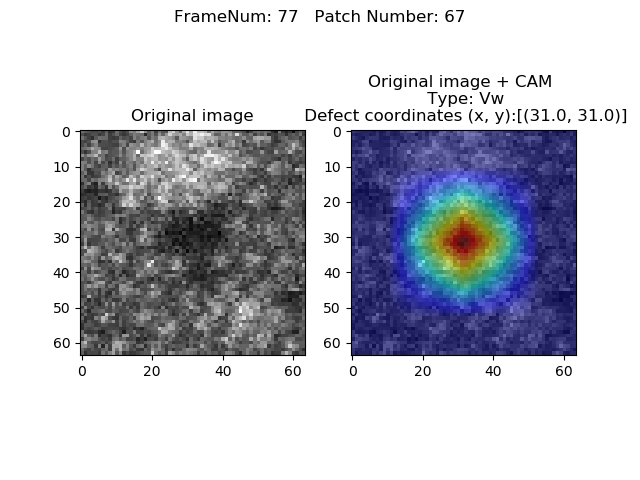 FrameNum: 77   Patch Number: 67
Original image
0
10
20
30
40
50
60
0 20 40 60
Original image + CAM
Type: Vw
Defect coordinates (x, y):[(31.0, 31.0)]
0
10
20
30
40
50
60
0 20 40 60